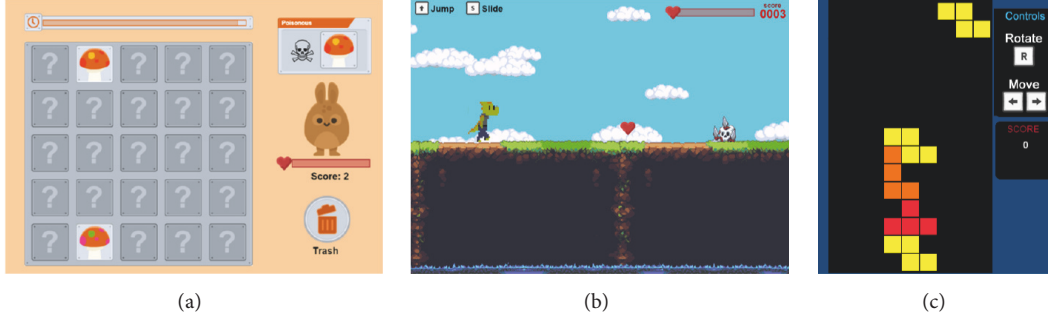 Poisonous
? ? ? ?
? ? ? ? ?
? ? ? ? ?
? ? ? ? ?
? ? ? ?
Score: 2
Trash
↑ Jump S Slide
SCORE
0003
Controls
Rotate
R
Move
← →
SCORE
0
(a) (b) (c)